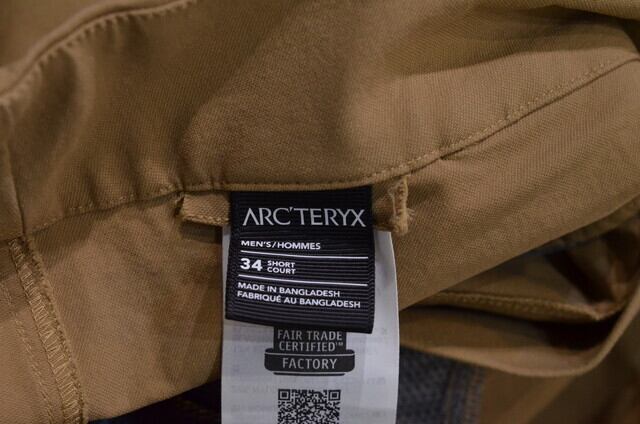 ARC'TERYX
MEN'S/HOMMES
34 SHORT
COURT
MADE IN BANGLADESH
FABRIQUÉ AU BANGLADESH
FAIR TRADE
CERTIFIED™
FACTORY